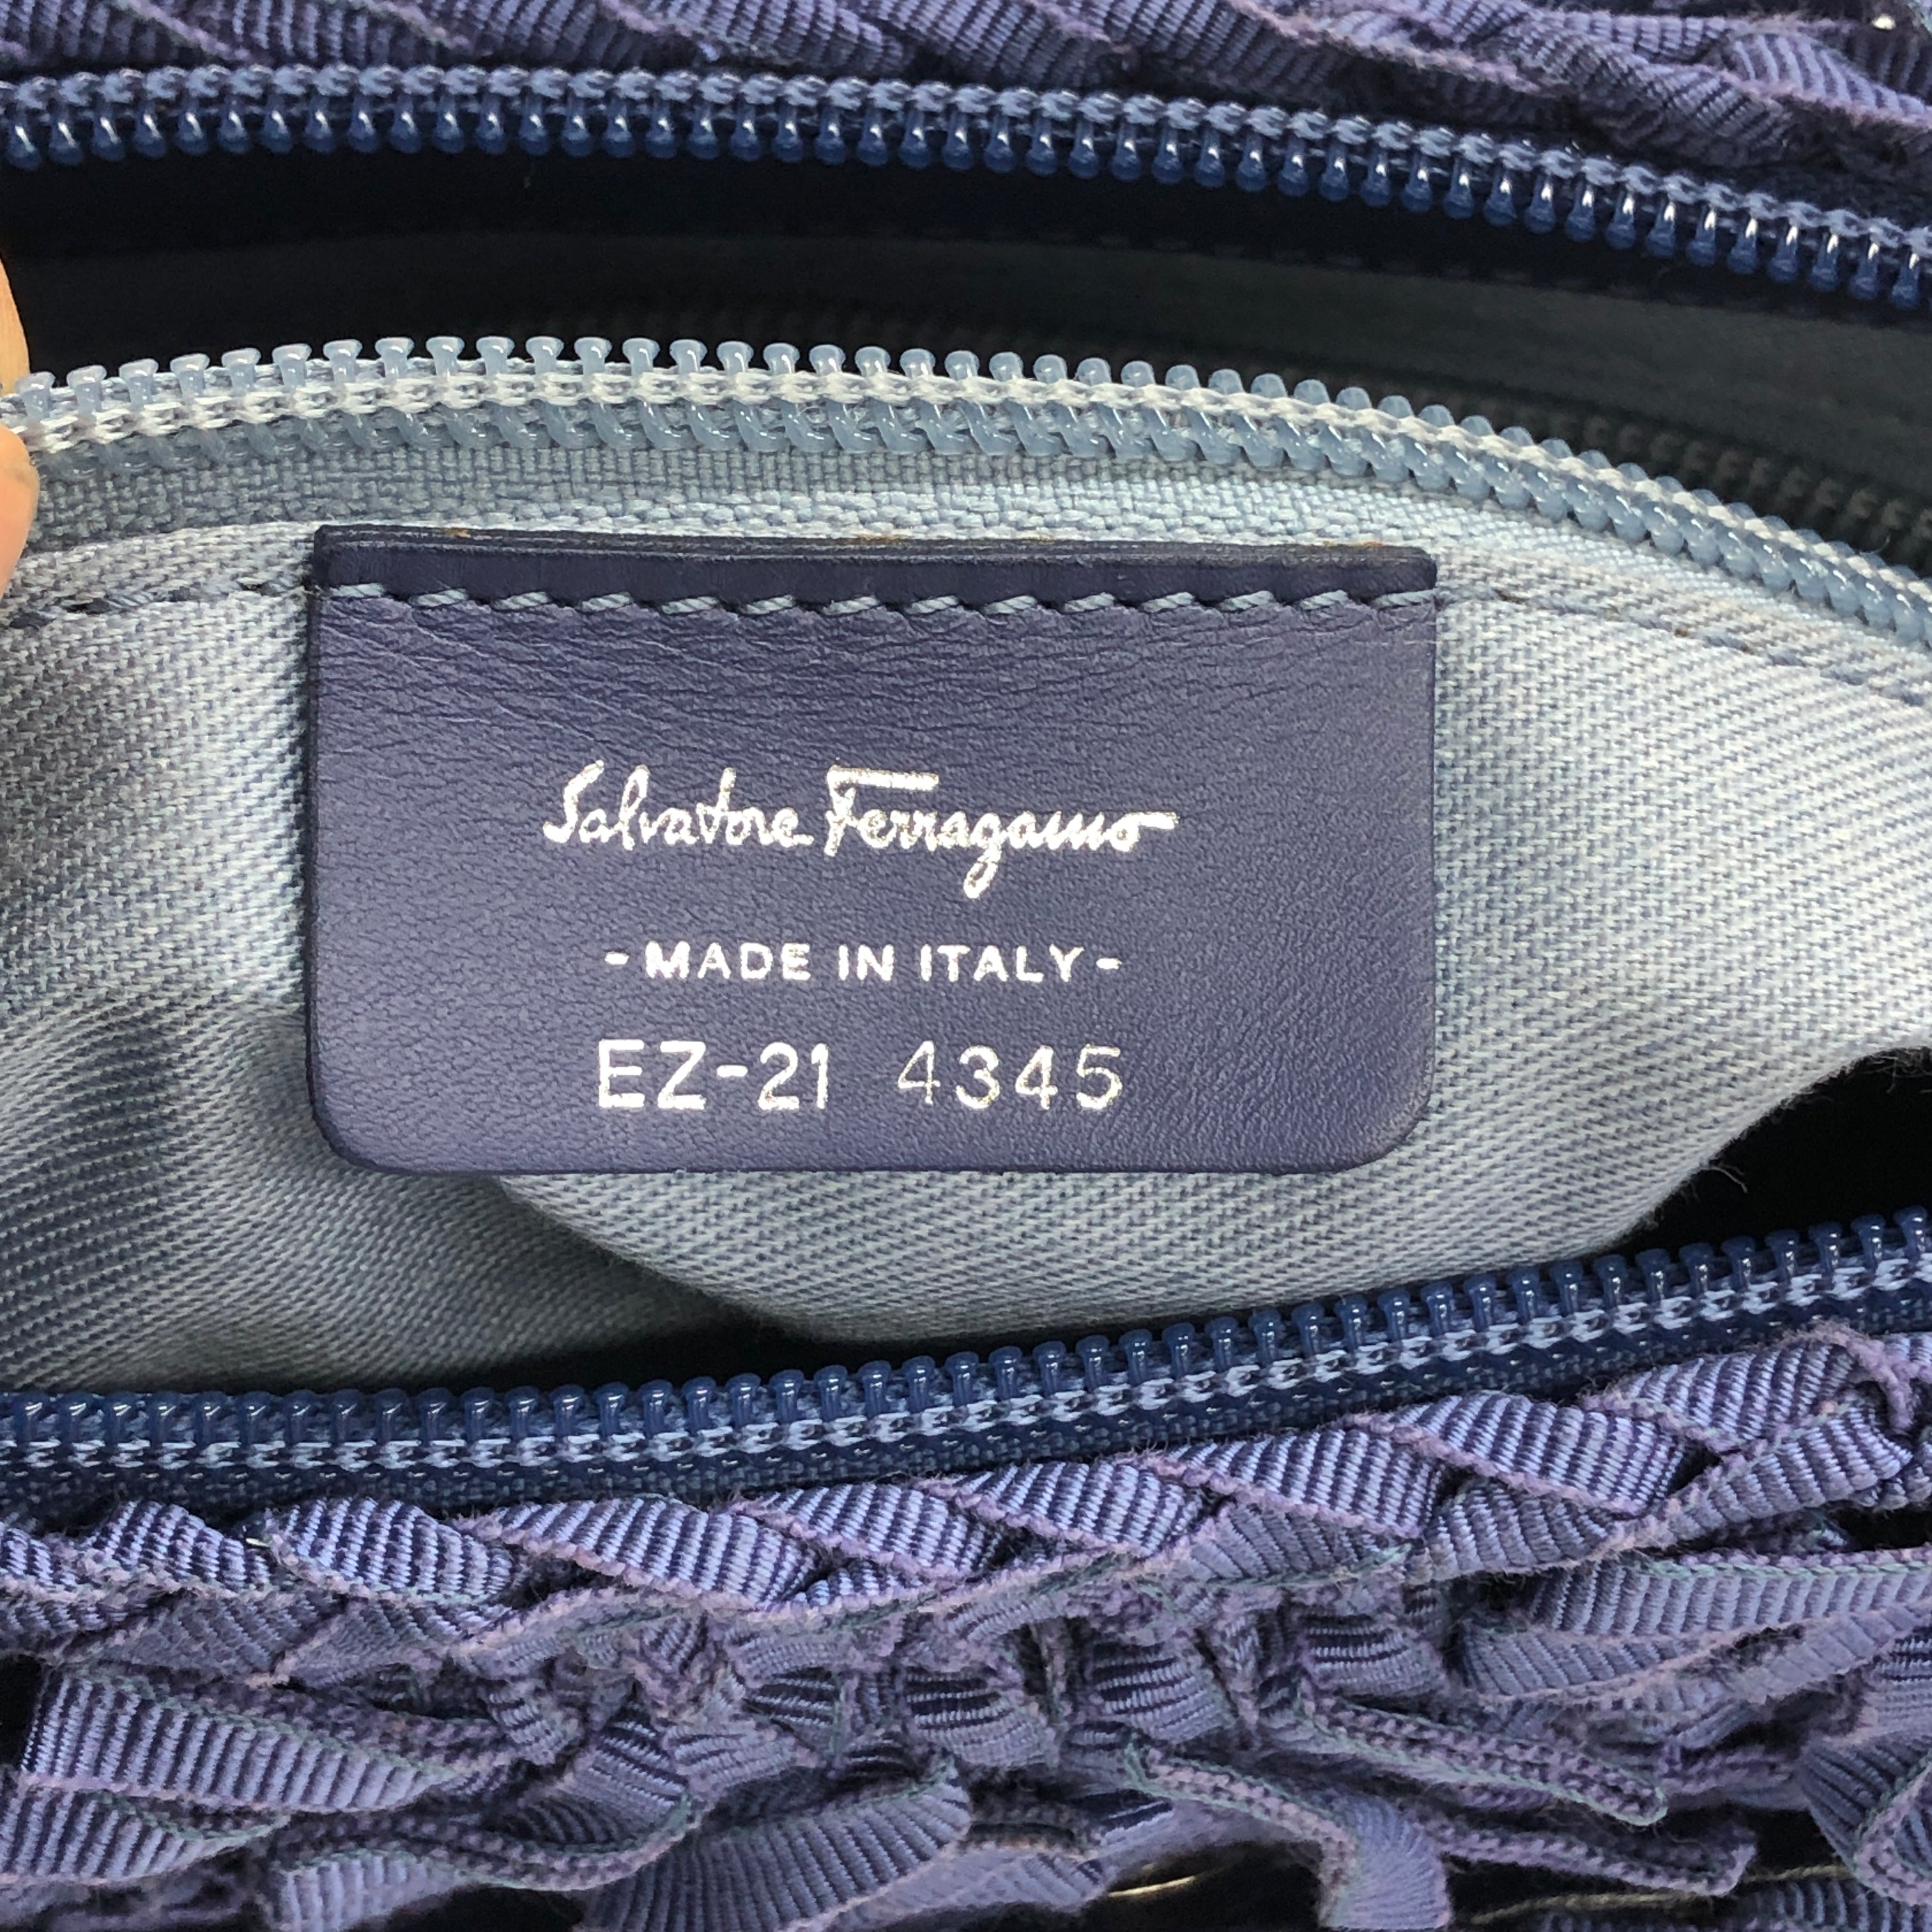 Salvatore Ferragamo
-MADE IN ITALY-
EZ-21 4345